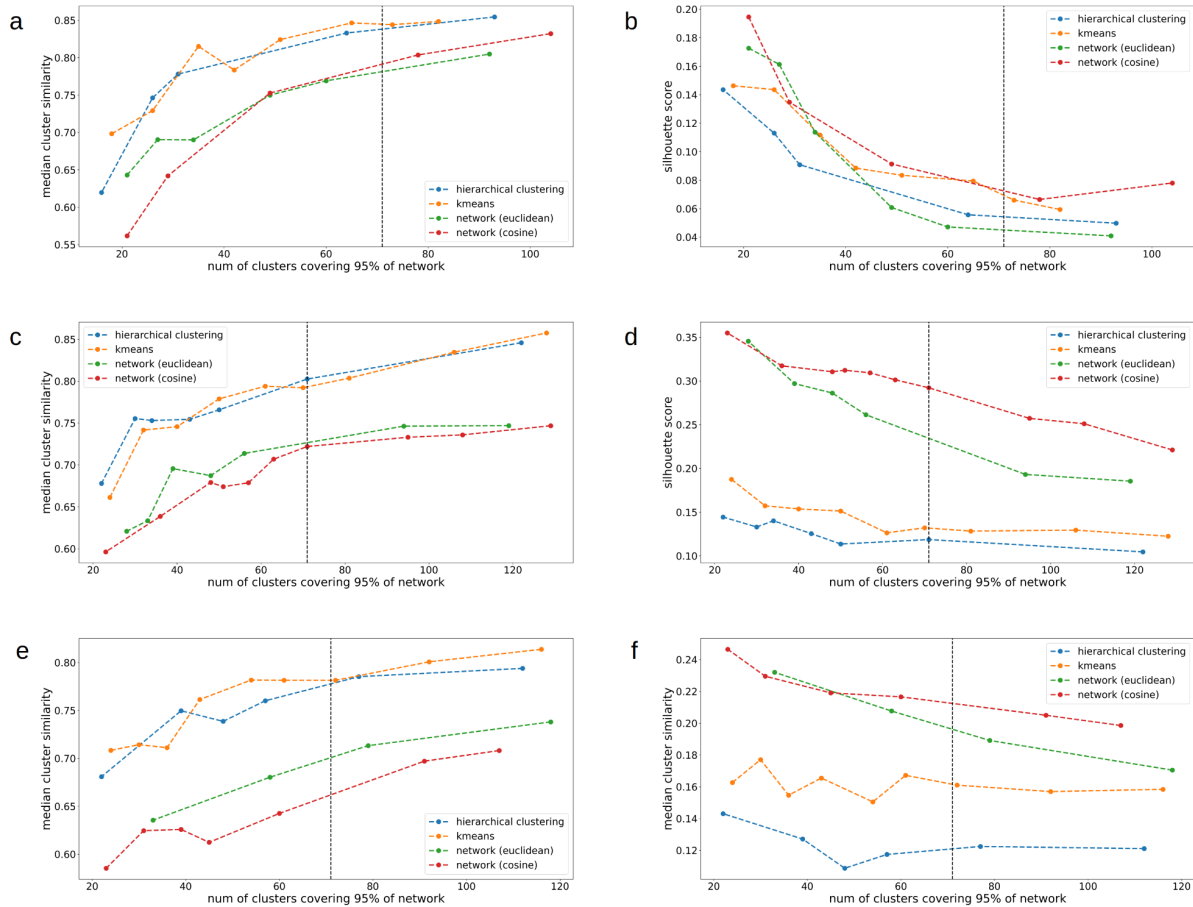 a
median cluster similarity
0.85
0.80
0.75
0.70
0.65
0.60
0.55
20
40
60
80
100
num of clusters covering 95% of network
hierarchical clustering
kmeans
network (euclidean)
network (cosine)
b
silhouette score
0.20
0.18
0.16
0.14
0.12
0.10
0.08
0.06
0.04
20
40
60
80
100
num of clusters covering 95% of network
hierarchical clustering
kmeans
network (euclidean)
network (cosine)
c
median cluster similarity
0.85
0.80
0.75
0.70
0.65
0.60
20
40
60
80
100
120
num of clusters covering 95% of network
hierarchical clustering
kmeans
network (euclidean)
network (cosine)
d
silhouette score
0.35
0.30
0.25
0.20
0.15
0.10
20
40
60
80
100
120
num of clusters covering 95% of network
hierarchical clustering
kmeans
network (euclidean)
network (cosine)
e
median cluster similarity
0.80
0.75
0.70
0.65
0.60
20
40
60
80
100
120
num of clusters covering 95% of network
hierarchical clustering
kmeans
network (euclidean)
network (cosine)
f
median cluster similarity
0.24
0.22
0.20
0.18
0.16
0.14
0.12
20
40
60
80
100
120
num of clusters covering 95% of network
hierarchical clustering
kmeans
network (euclidean)
network (cosine)